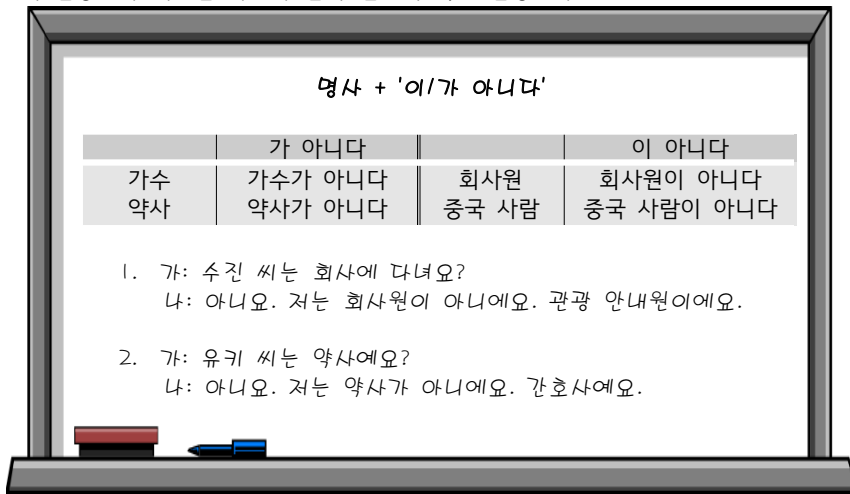 명사 + '이/가 아니다'
가 아니다 이 아니다
가수 가수가 아니다 회사원 회사원이 아니다
약사 약사가 아니다 중국 사람 중국 사람이 아니다
1. 가: 수진 씨는 회사에 다녀요?
나: 아니요. 저는 회사원이 아니에요. 관광 안내원이에요.
2. 가: 유키 씨는 약사예요?
나: 아니요. 저는 약사가 아니에요. 간호사예요.